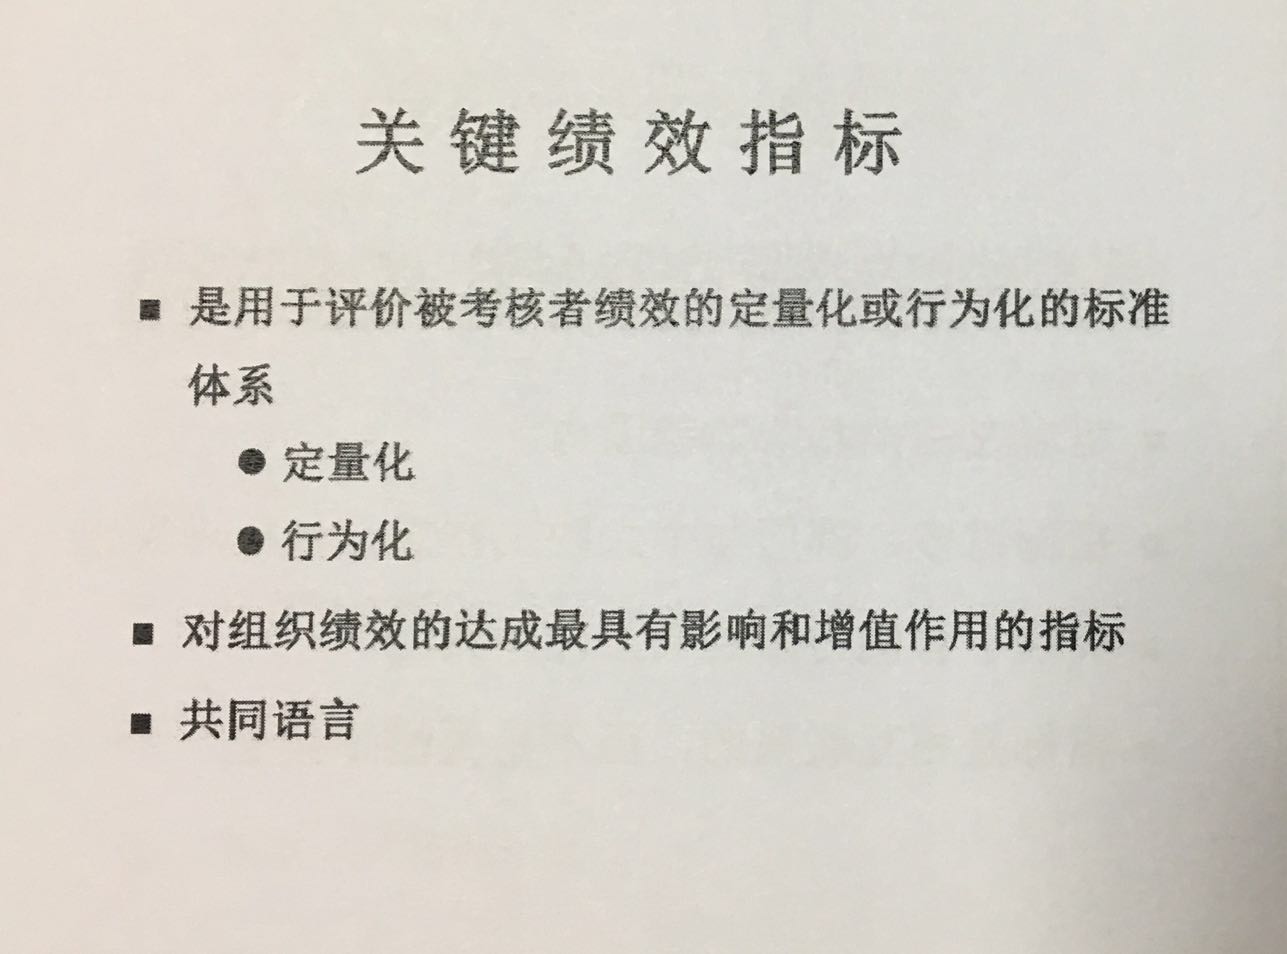 关键绩效指标
■ 是用于评价被考核者绩效的定量化或行为化的标准
体系
● 定量化
● 行为化
■ 对组织绩效的达成最具有影响和增值作用的指标
■ 共同语言